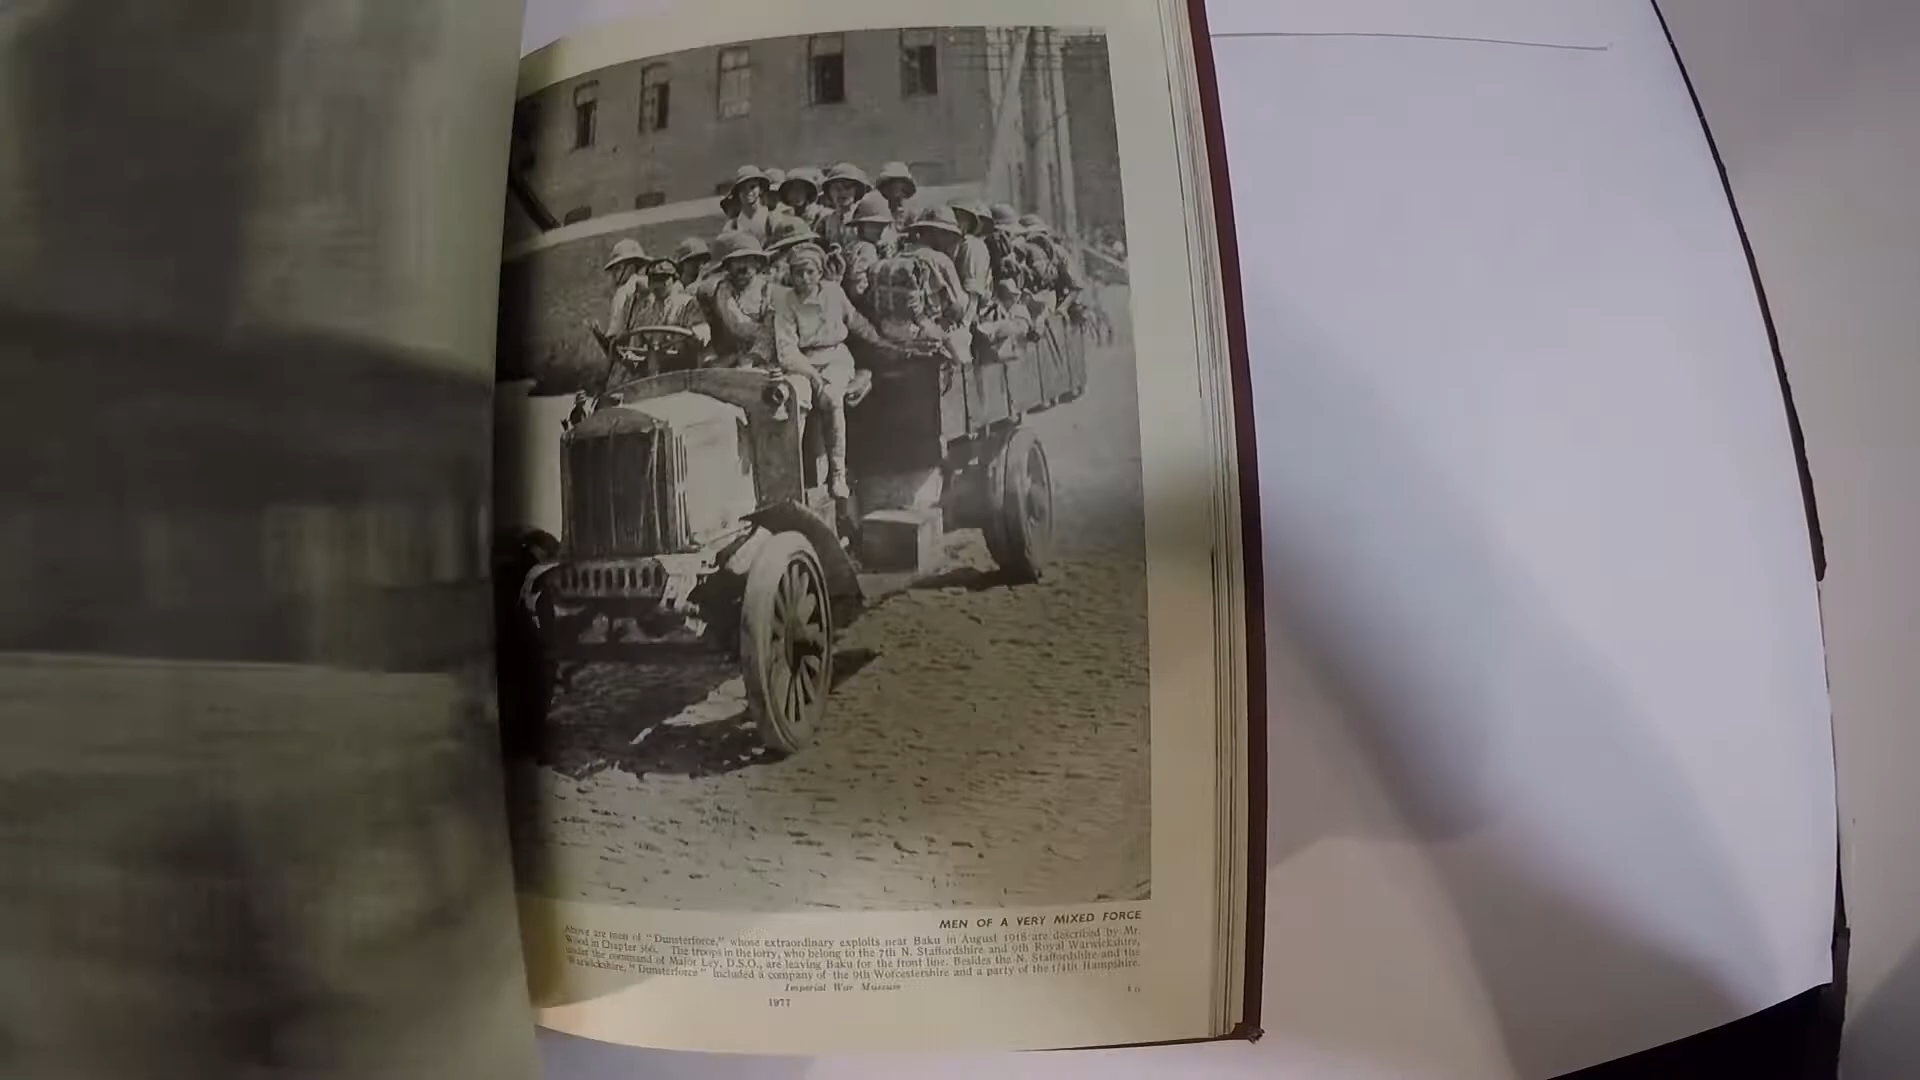 MEN OF A VERY MIXED FORCE
Above are men of "Dunsterforce," whose extraordinary exploits near Baku in August 1918 are described by Mr.
Wood in Chapter 366. The troops in the lorry, who belong to the 7th N. Staffordshire and 9th Royal Warwickshire,
under the command of Major Ley, D.S.O., are leaving Baku for the front line. Besides the N. Staffordshire and the
Warwickshire, "Dunsterforce" included a company of the 9th Worcestershire and a party of the 1/4th Hampshire.
Imperial War Museum
1977